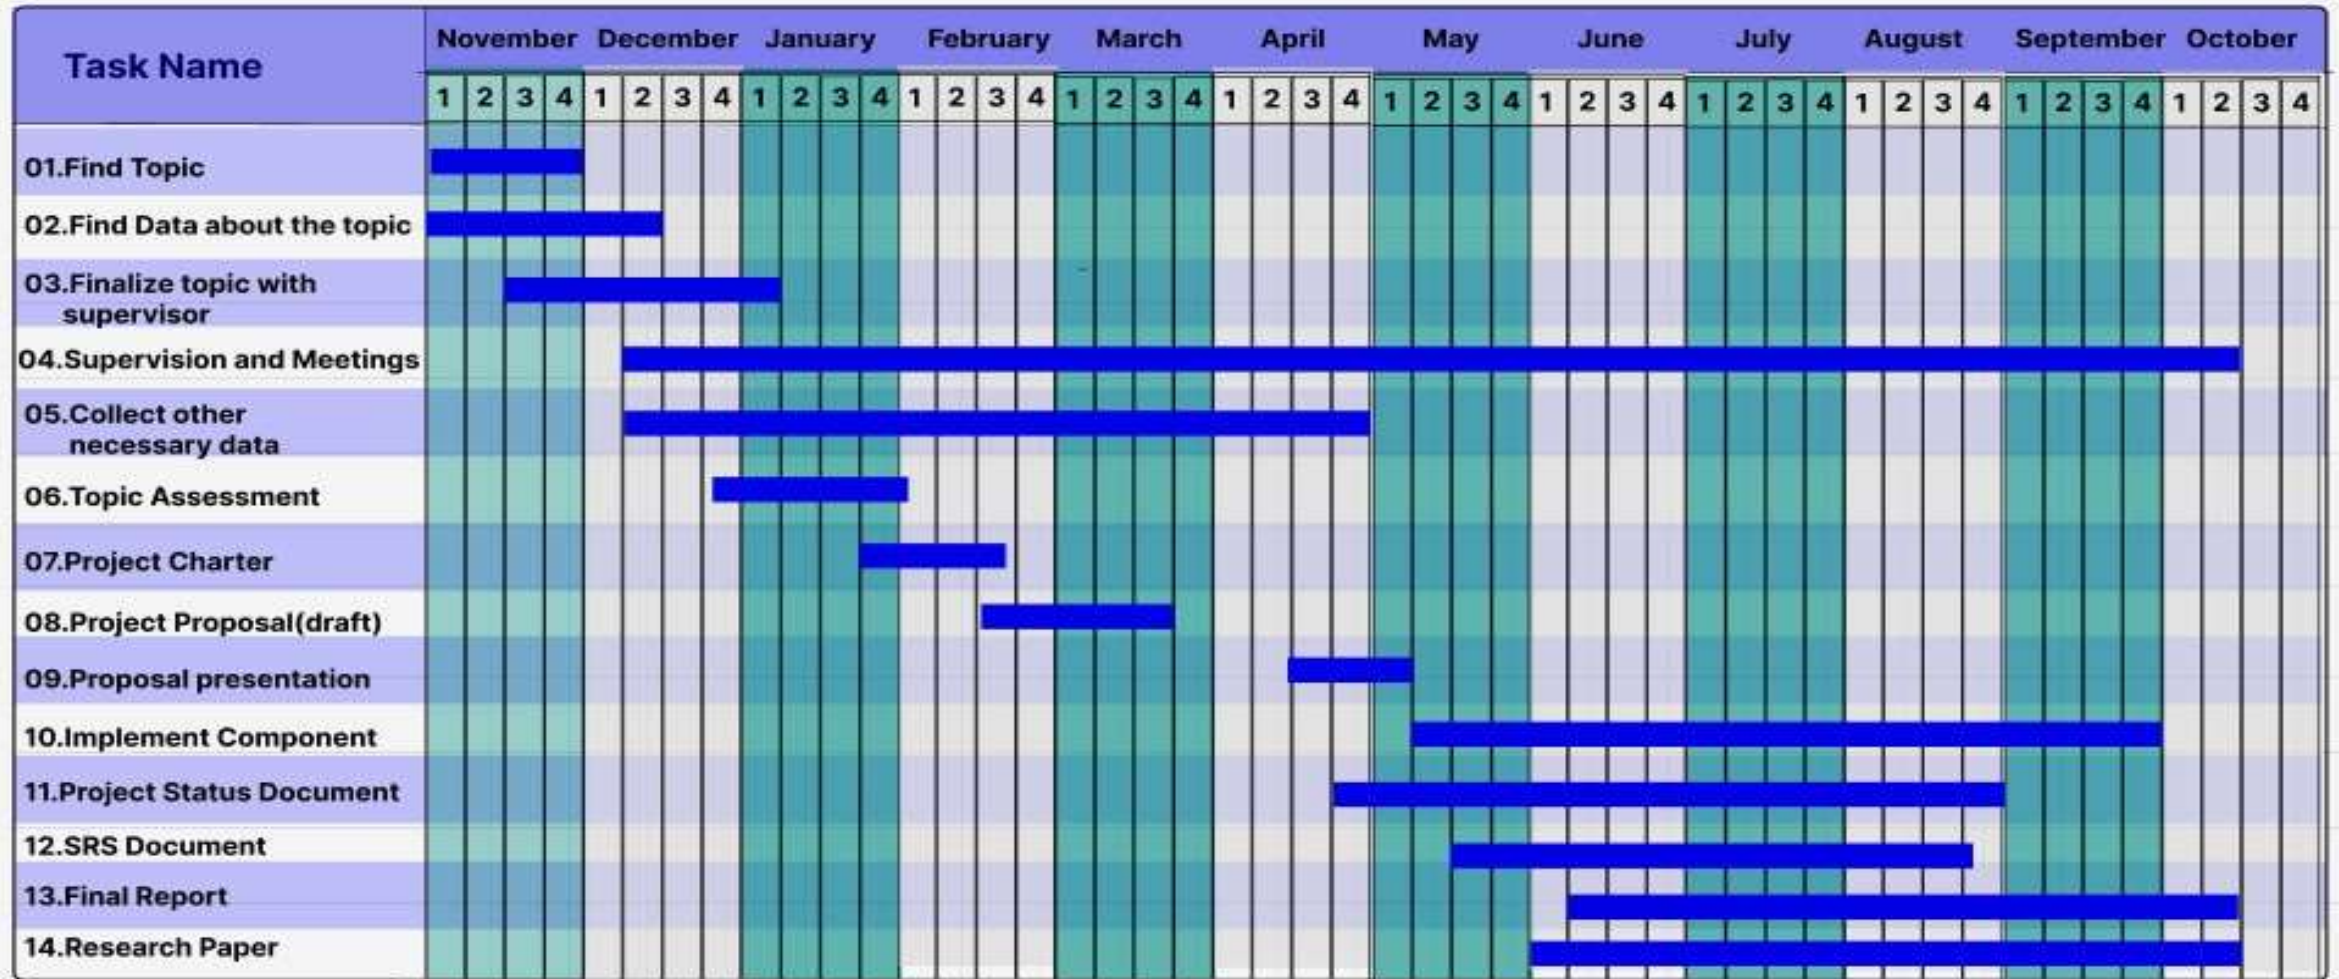 Task Name
November December January February March April May June July August September October
1 2 3 4 1 2 3 4 1 2 3 4 1 2 3 4 1 2 3 4 1 2 3 4 1 2 3 4 1 2 3 4 1 2 3 4 1 2 3 4 1 2 3 4 1 2 3 4
01.Find Topic
02.Find Data about the topic
03.Finalize topic with
supervisor
04.Supervision and Meetings
05.Collect other
necessary data
06.Topic Assessment
07.Project Charter
08.Project Proposal(draft)
09.Proposal presentation
10.Implement Component
11.Project Status Document
12.SRS Document
13.Final Report
14.Research Paper